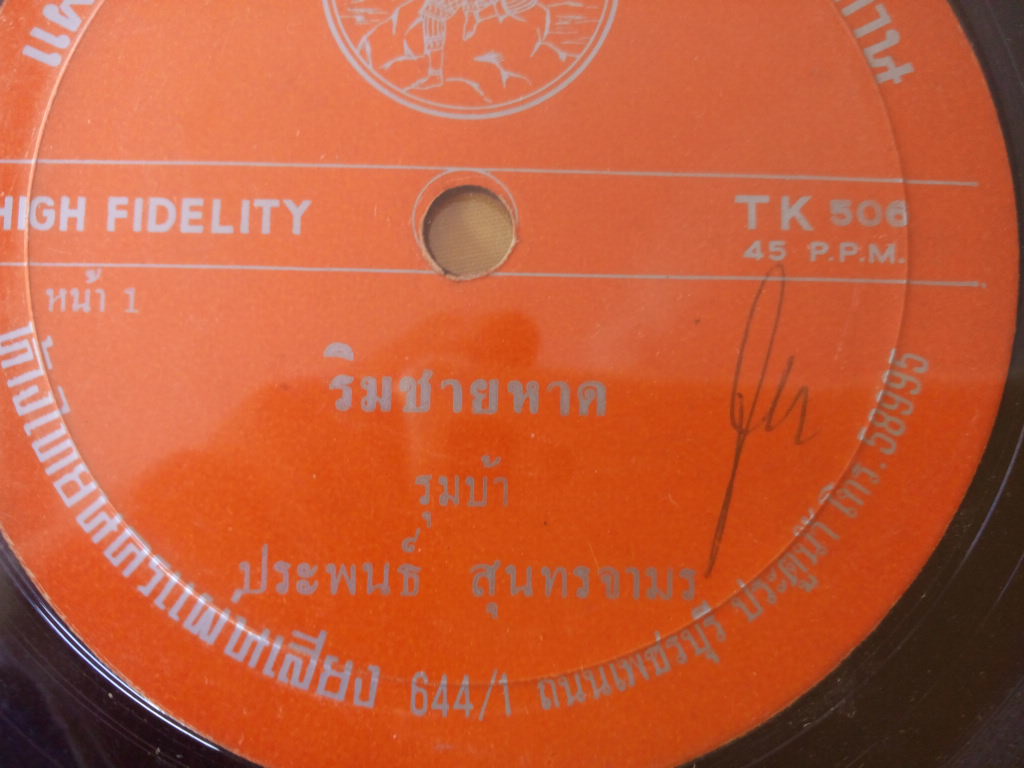 HIGH FIDELITY
TK 506
45 P.P.M.
หน้า 1
ริมชายหาด
รุมบ้า
ประพนธ์ สุนทรจามร
644/1 ถนนเพชรบุรี ประตูน้ำ โทร. 58995